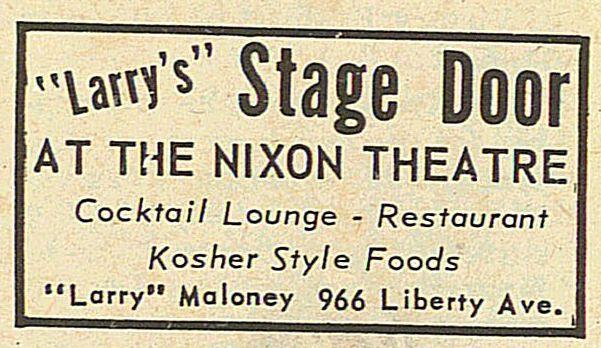 "Larry's" Stage Door
AT THE NIXON THEATRE
Cocktail Lounge - Restaurant
Kosher Style Foods
"Larry" Maloney 966 Liberty Ave.